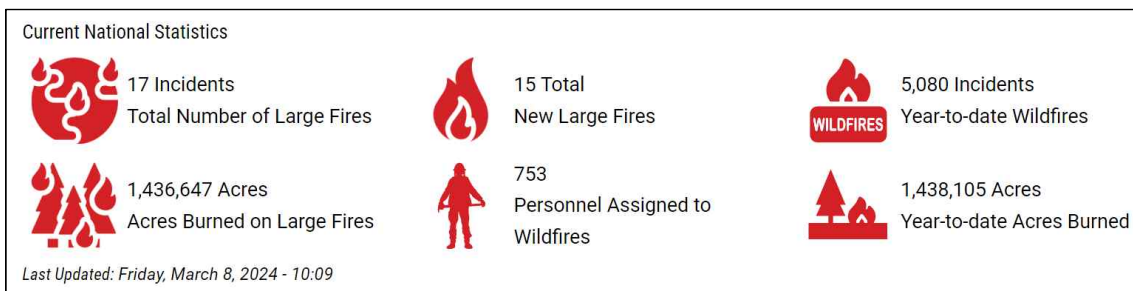 Current National Statistics
17 Incidents
Total Number of Large Fires
15 Total
New Large Fires
WILDFIRES
5,080 Incidents
Year-to-date Wildfires
1,436,647 Acres
Acres Burned on Large Fires
753
Personnel Assigned to
Wildfires
1,438,105 Acres
Year-to-date Acres Burned
Last Updated: Friday, March 8, 2024 - 10:09